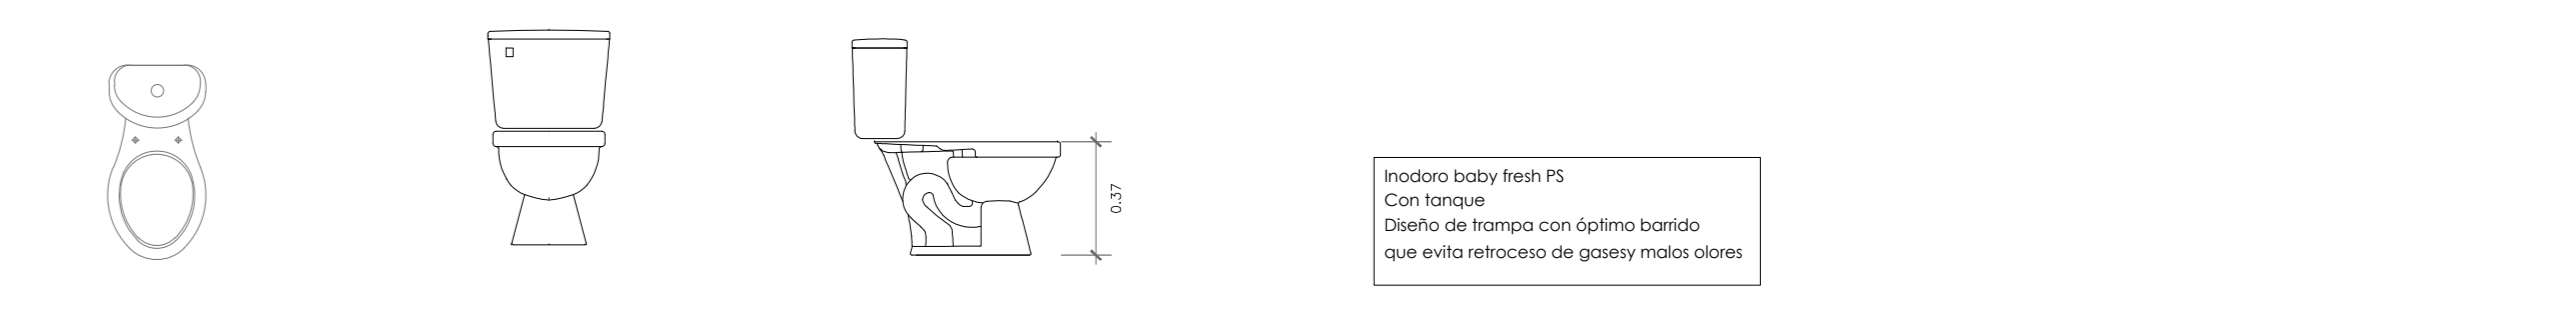 0.37
Inodoro baby fresh PS
Con tanque
Diseño de trampa con óptimo barrido
que evita retroceso de gasesy malos olores